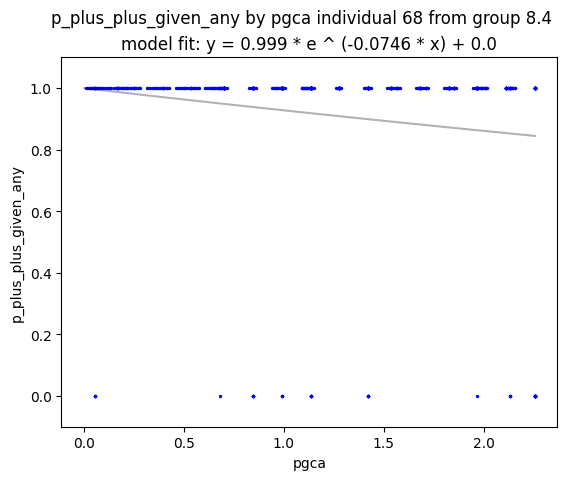 p_plus_plus_given_any by pgca individual 68 from group 8.4
model fit: y = 0.999 * e ^ (-0.0746 * x) + 0.0
1.0
0.8
0.6
0.4
0.2
0.0
p_plus_plus_given_any
0.0 0.5 1.0 1.5 2.0
pgca